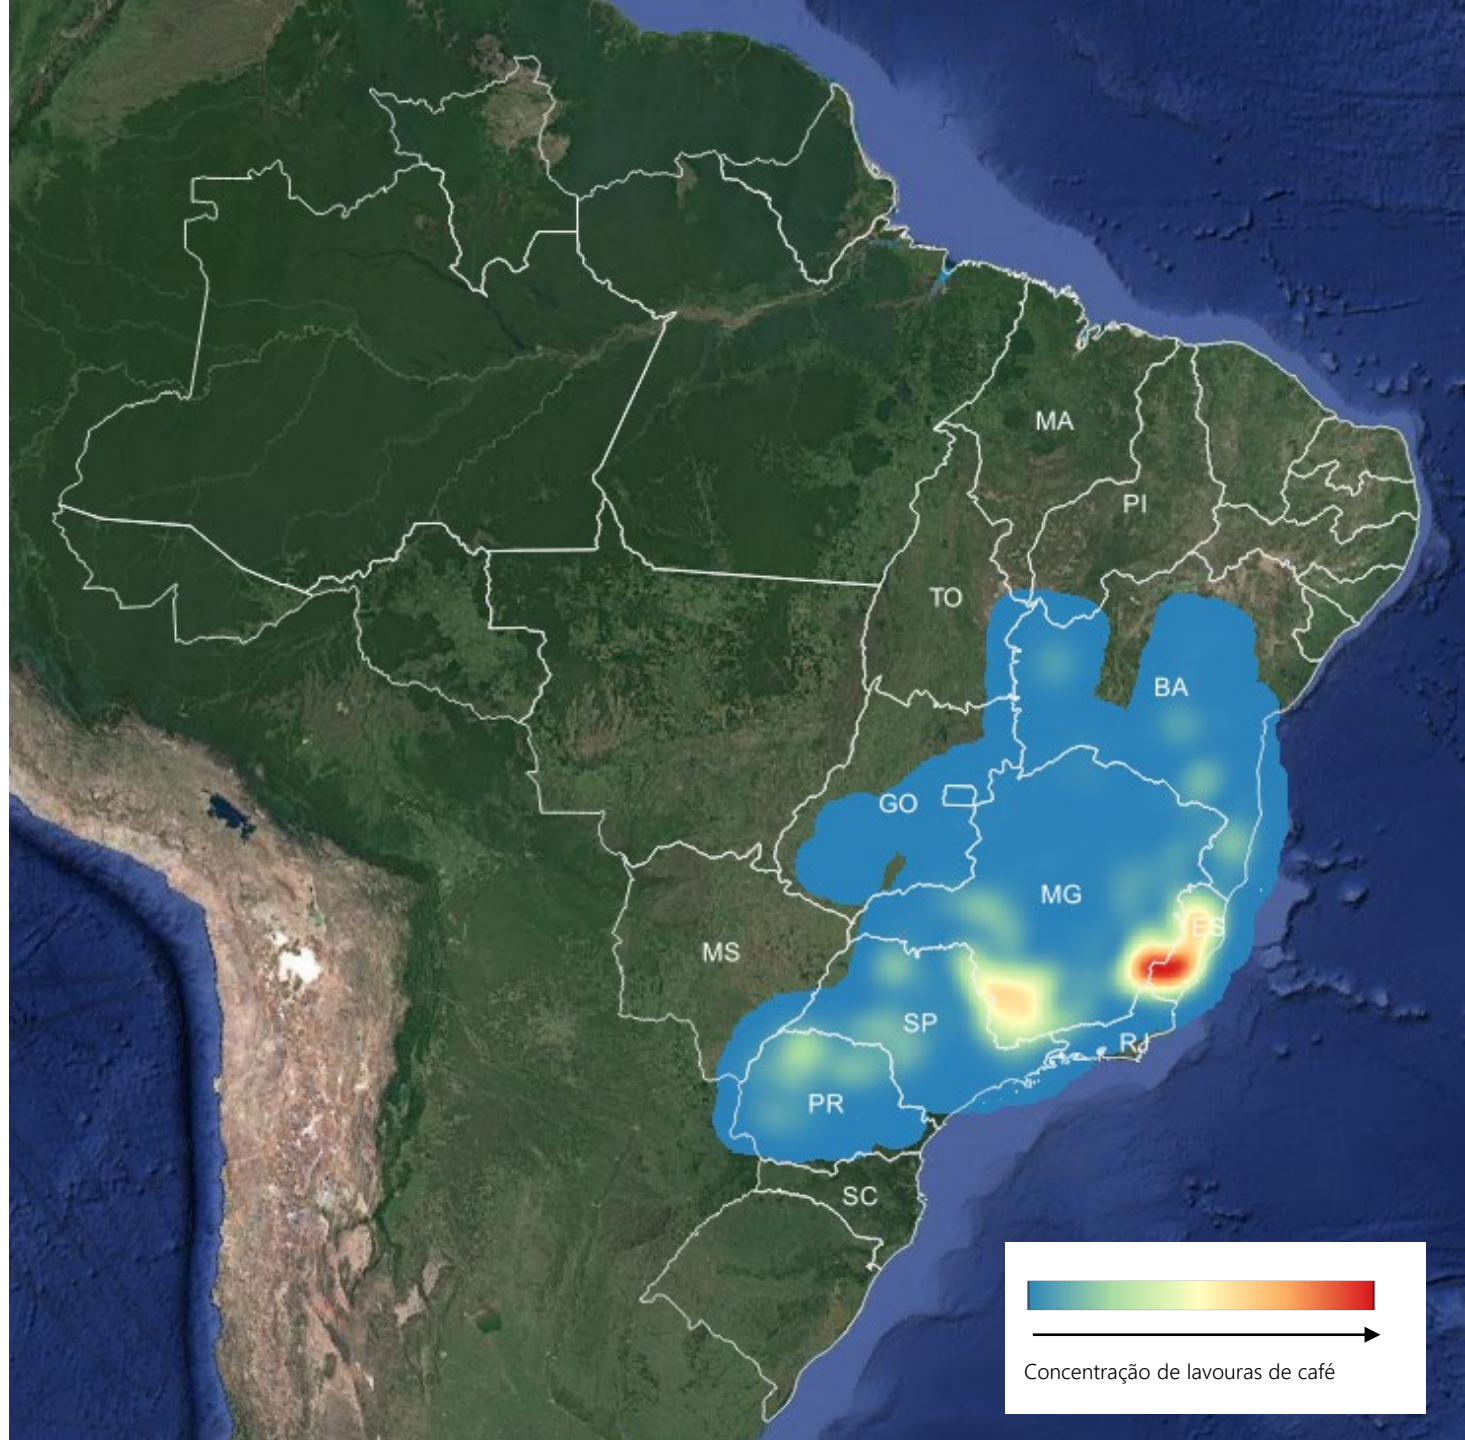 MA
PI
TO
BA
GO
MG
ES
MS
SP
RJ
PR
SC
Concentração de lavouras de café